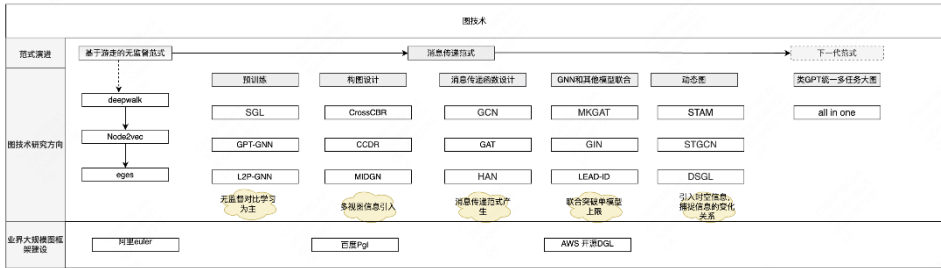 图技术
范式演进
基于游走的无监督范式
消息传递范式
下一代范式
图技术研究方向
预训练
构图设计
消息传递函数设计
GNN和其他模型联合
动态图
类GPT统一多任务大图
deepwalk
SGL
CrossCBR
GCN
MKGAT
STAM
all in one
Node2vec
GPT-GNN
CCDR
GAT
GIN
STGCN
eges
L2P-GNN
MIDGN
HAN
LEAD-ID
DSGL
无监督对比学习
为主
多视图信息引入
消息传递范式产
生
联合突破单模型
上限
引入时空信息,
捕捉信息的变化
关系
业界大规模图框
架建设
阿里euler
百度Pgl
AWS 开源DGL